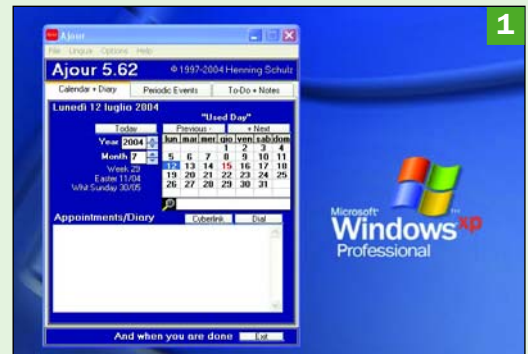 1
Ajour
File Lingua Options Help
Ajour 5.62 © 1997-2004 Henning Schulz
Calendar + Diary Periodic Events To-Do + Notes
Lunedì 12 luglio 2004
"Used Day"
Today Previous - + Next
Year 2004
Month 7
Week 29
Easter 11/04
Whit Sunday 30/05
lun mar mer gio ven sab dom
1 2 3 4
5 6 7 8 9 10 11
12 13 14 15 16 17 18
19 20 21 22 23 24 25
26 27 28 29 30 31
Appointments/Diary Cyberlink Dial
And when you are done Exit
Microsoft
Windows xp
Professional